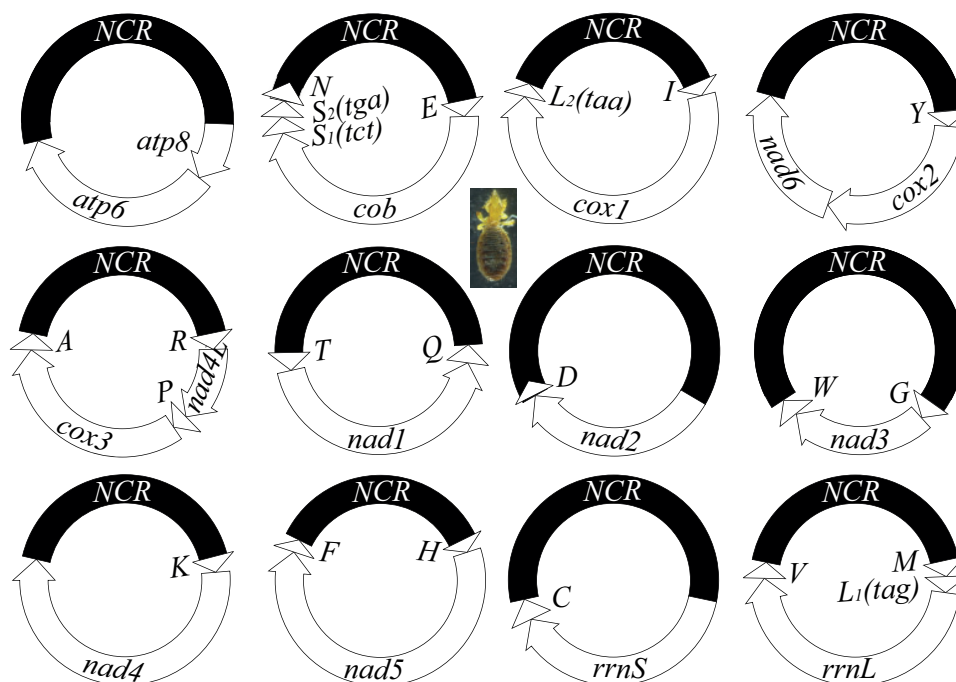 NCR
atp8
atp6
NCR
N
S2(tga)
S1(tct)
E
cob
NCR
L2(taa)
I
cox1
NCR
Y
nad6
cox2
NCR
A
R
P
nad4L
cox3
NCR
T
Q
nad1
NCR
D
nad2
NCR
W
G
nad3
NCR
K
nad4
NCR
F
H
nad5
NCR
C
rrnS
NCR
V
M
L1(tag)
rrnL